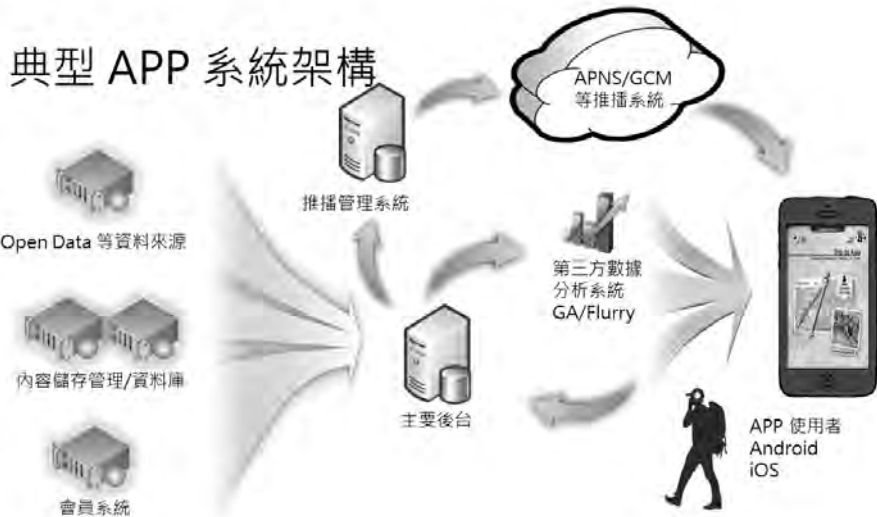 典型 APP 系統架構
APNS/GCM
等推播系統
推播管理系統
Open Data 等資料來源
第三方數據
分析系統
GA/Flurry
內容儲存管理/資料庫
主要後台
APP 使用者
Android
iOS
會員系統